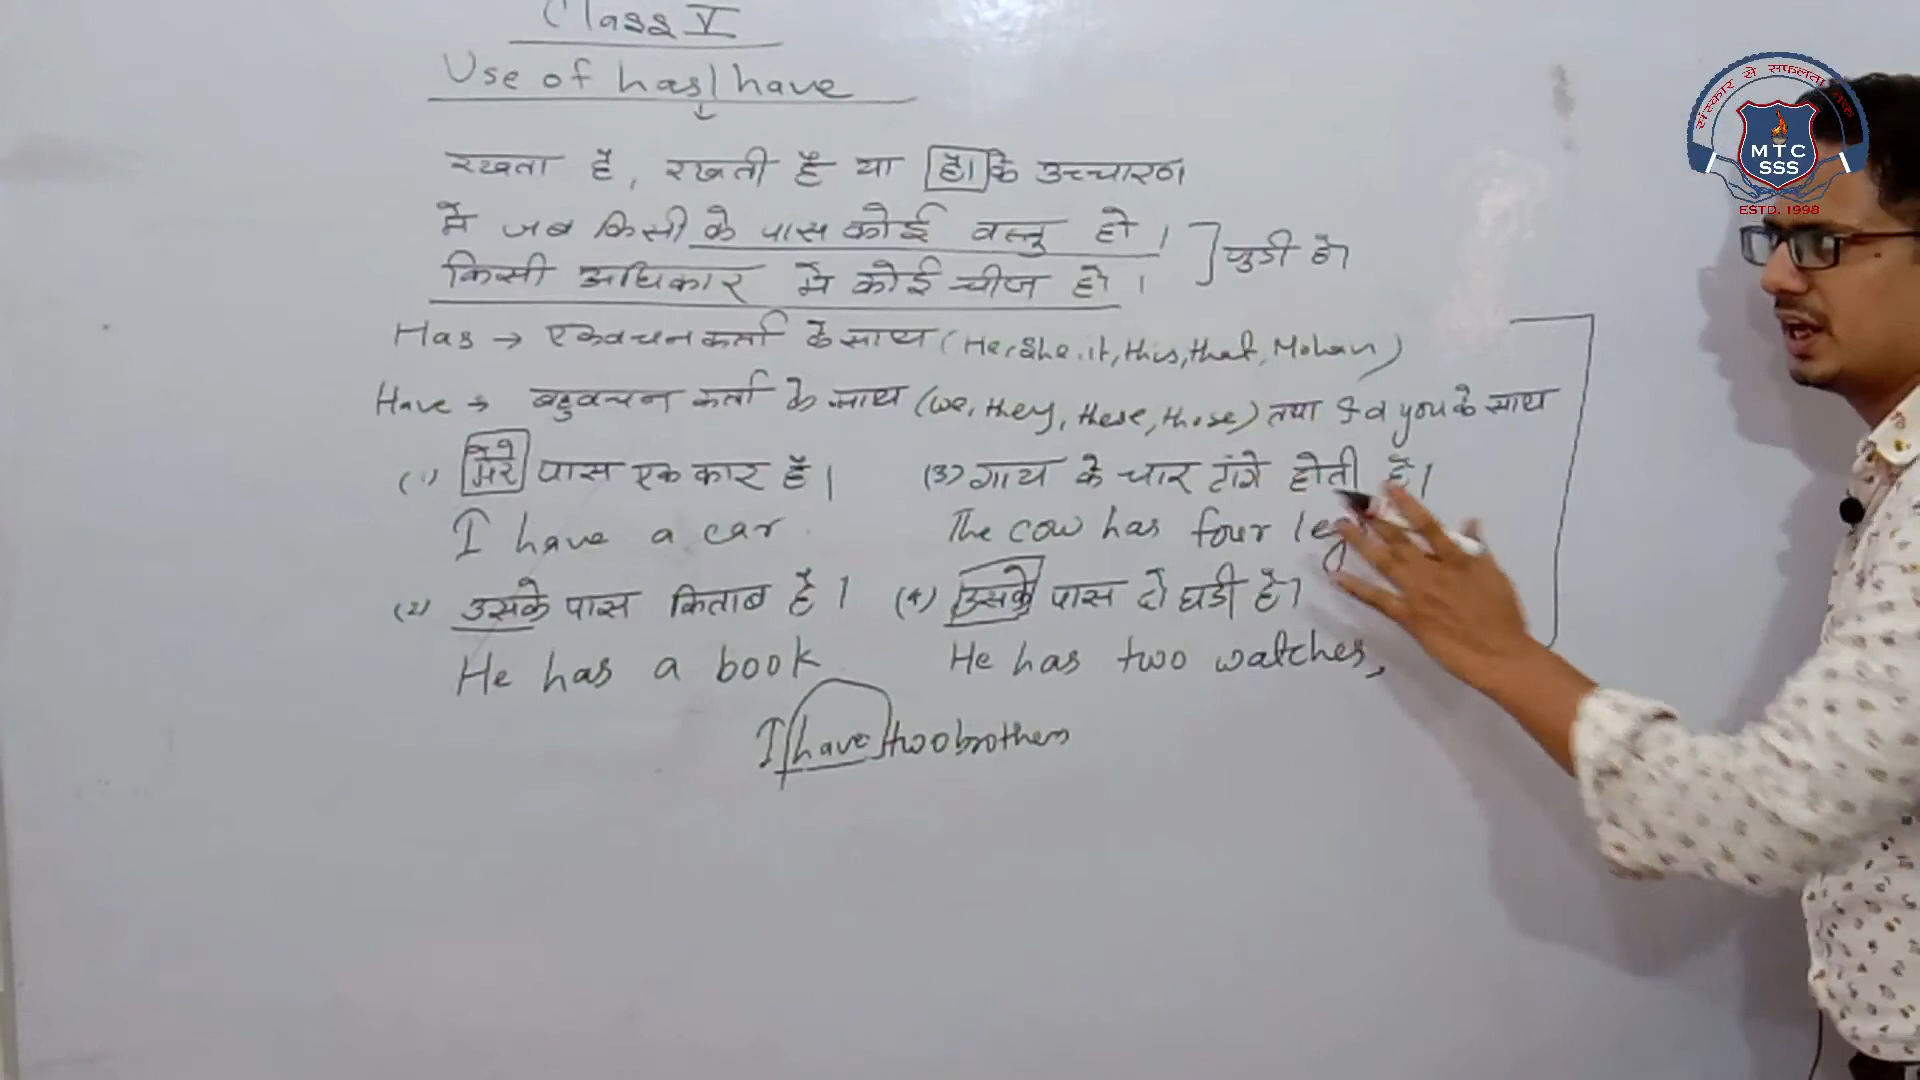 Class V
Use of has/have
रखता है, रखती है या है। के उच्चारण
में जब किसी के पास कोई वस्तु हो।
किसी अधिकार में कोई चीज हो। ] जुडी हो
Has → एकवचन कर्ता के साथ (He, She, it, this, that, Mohan)
Have → बहुवचन कर्ता के साथ (We, they, these, those) तथा I a you के साथ
(1) मेरे पास एक कार है।
I have a car
(2) उसके पास किताब है।
He has a book
(3) गाय के चार टांगे होती है।
The cow has four leg
(4) उसके पास दो घडी है।
He has two watches,
I have two brothers
संस्कार से सफलता तक
MTC
SSS
ESTD. 1998